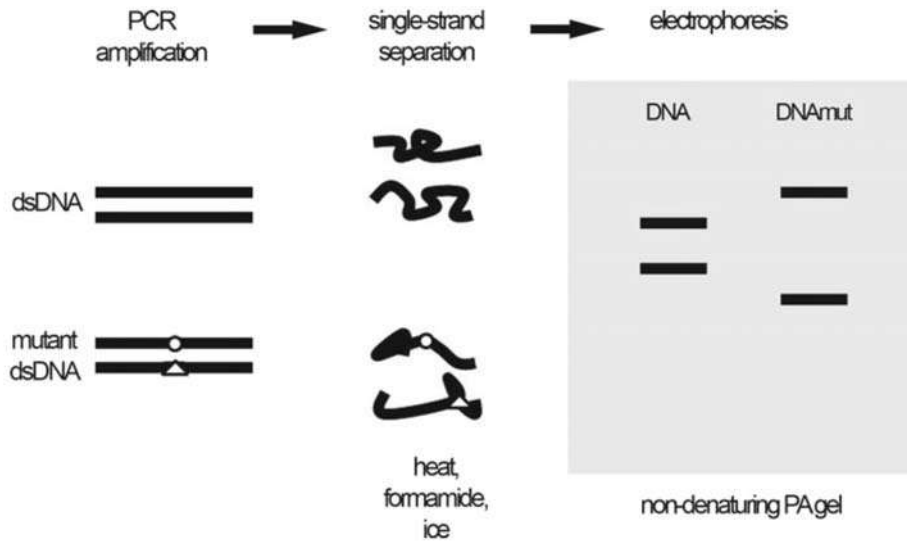 PCR
amplification
single-strand
separation
electrophoresis
DNA
DNAmut
dsDNA
mutant
dsDNA
heat,
formamide,
ice
non-denaturing PA gel